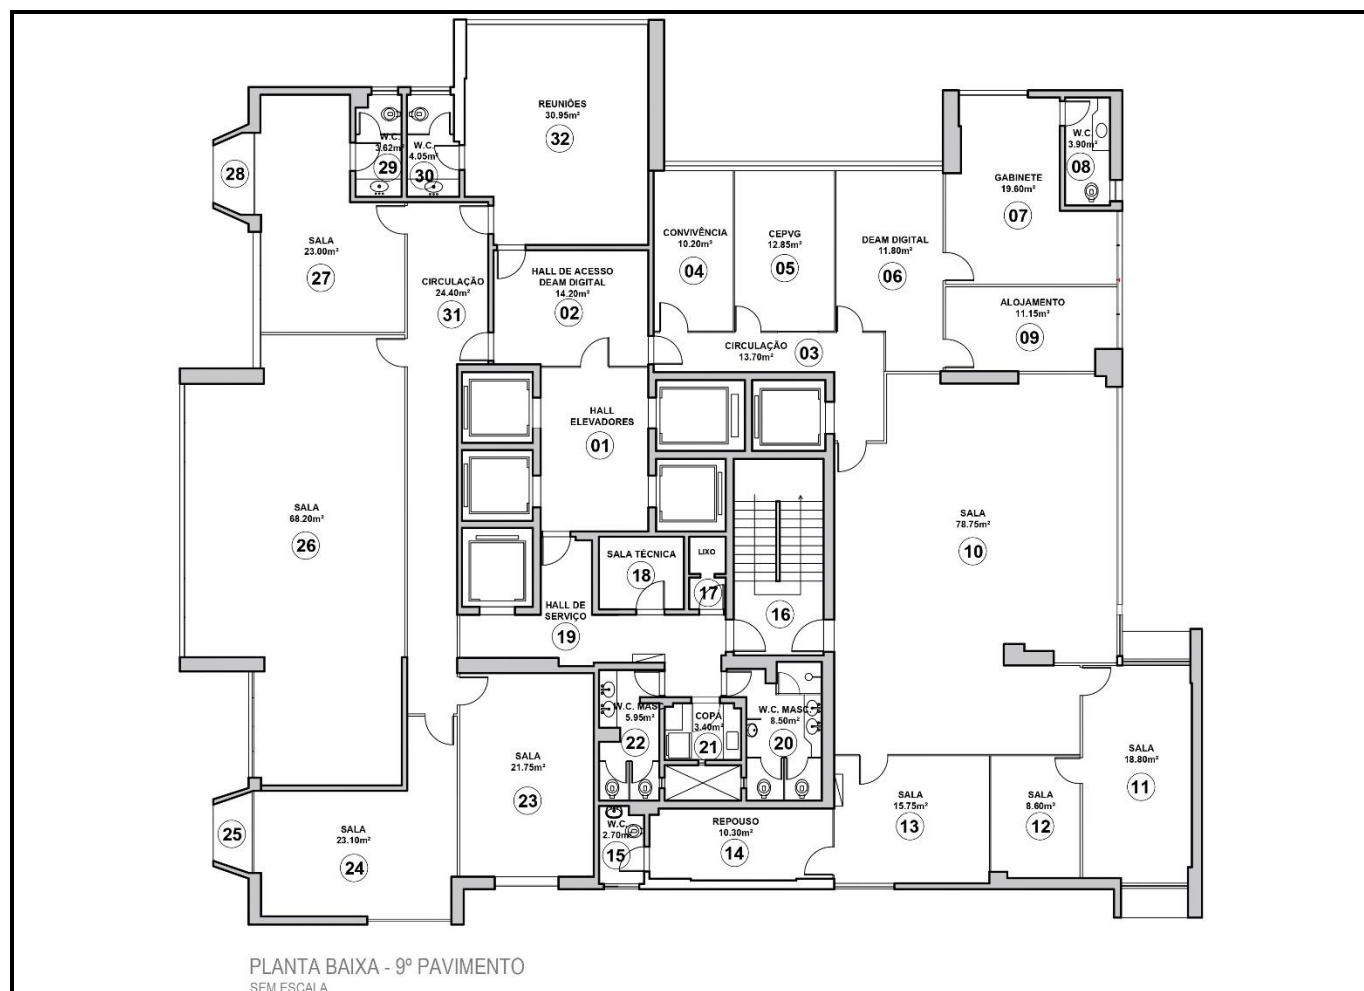 REUNIÕES
30.95m²
32
W.C.
3.62m²
29
W.C.
4.05m²
30
28
SALA
23.00m²
27
CIRCULAÇÃO
24.40m²
31
HALL DE ACESSO
DEAM DIGITAL
14.20m²
02
CONVIVÊNCIA
10.20m²
04
CEPVG
12.85m²
05
DEAM DIGITAL
11.80m²
06
GABINETE
19.60m²
07
W.C.
3.90m²
08
ALOJAMENTO
11.15m²
09
CIRCULAÇÃO
13.70m²
03
HALL
ELEVADORES
01
SALA
68.20m²
26
SALA
78.75m²
10
SALA TÉCNICA
18
LIXO
17
HALL DE
SERVIÇO
19
16
W.C. MASC.
5.95m²
22
COPA
3.40m²
21
W.C. MASC.
8.50m²
20
SALA
21.75m²
23
SALA
18.80m²
11
SALA
15.75m²
13
SALA
8.60m²
12
REPOUSO
10.30m²
14
W.C.
2.70m²
15
SALA
23.10m²
24
25
PLANTA BAIXA - 9º PAVIMENTO
SEM ESCALA